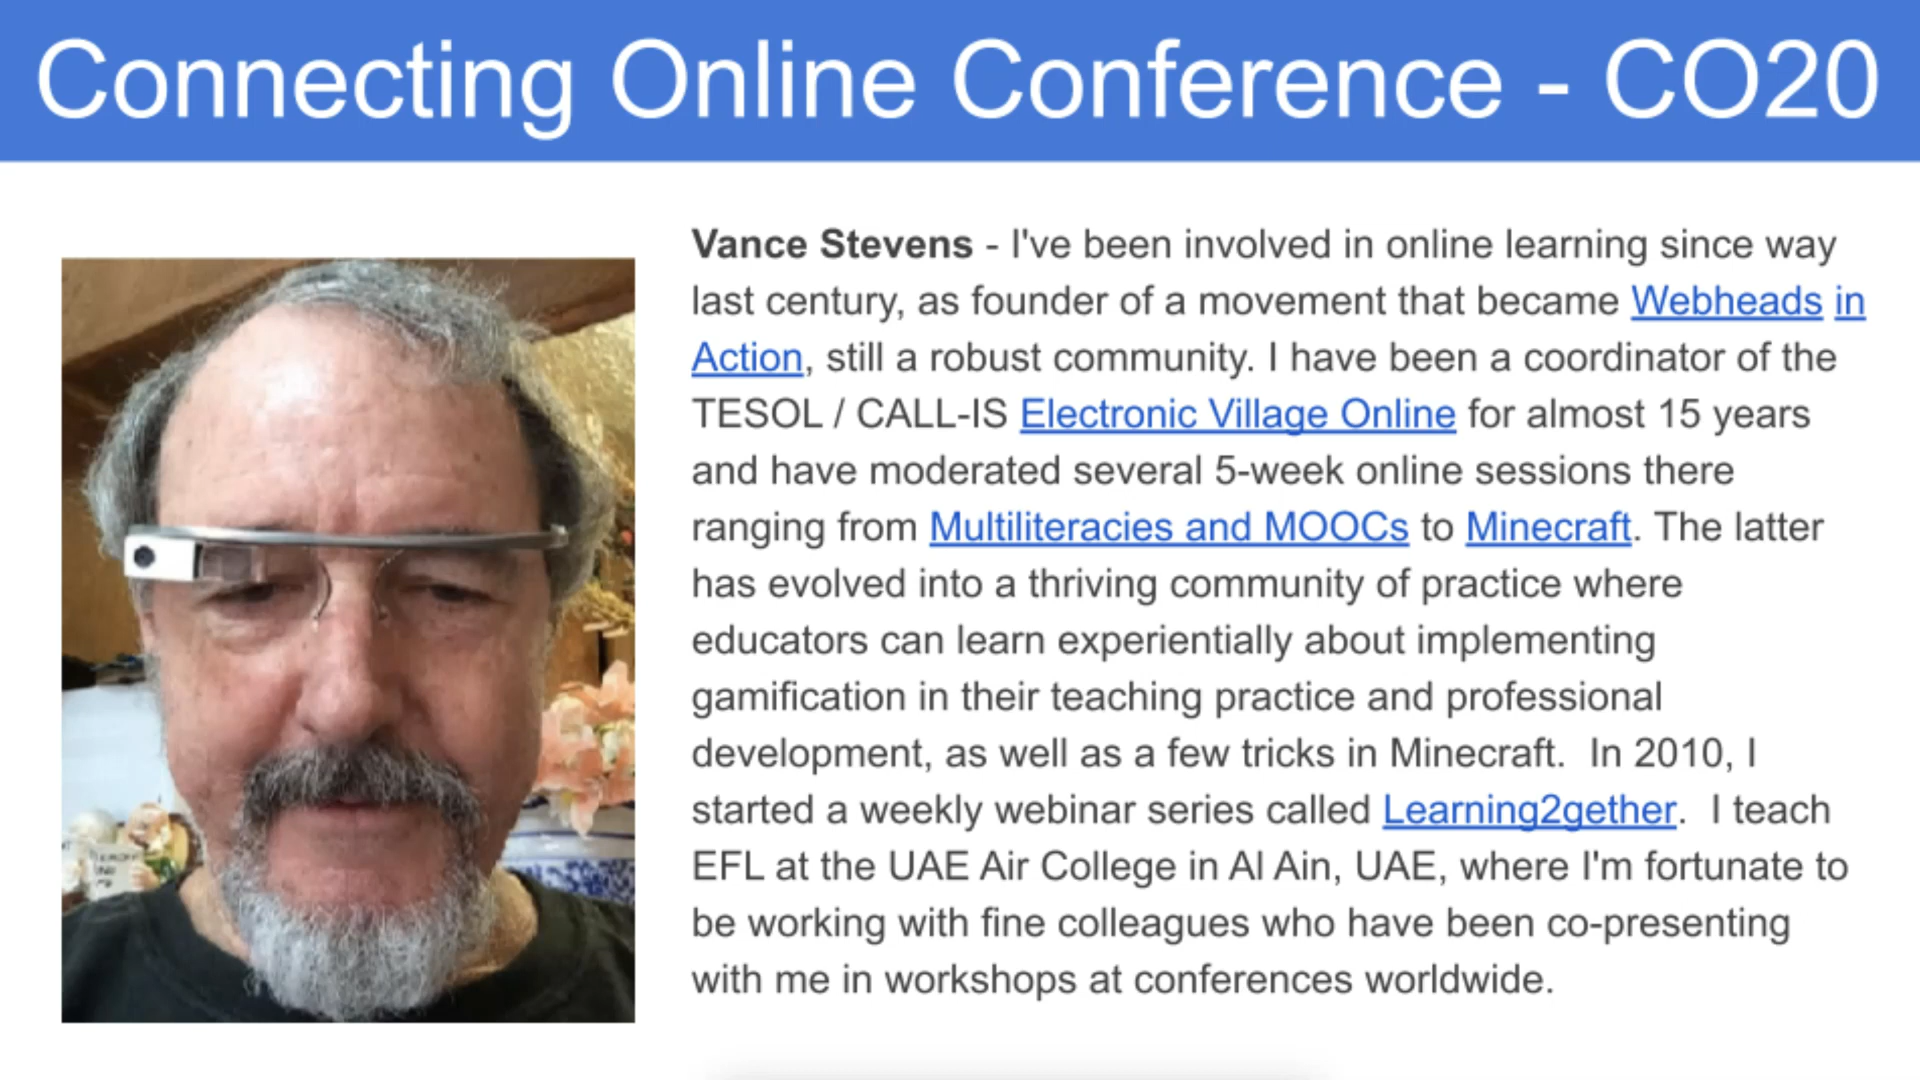 Connecting Online Conference - CO20
Vance Stevens - I've been involved in online learning since way
last century, as founder of a movement that became Webheads in
Action, still a robust community. I have been a coordinator of the
TESOL / CALL-IS Electronic Village Online for almost 15 years
and have moderated several 5-week online sessions there
ranging from Multiliteracies and MOOCs to Minecraft. The latter
has evolved into a thriving community of practice where
educators can learn experientially about implementing
gamification in their teaching practice and professional
development, as well as a few tricks in Minecraft.  In 2010, I
started a weekly webinar series called Learning2gether.  I teach
EFL at the UAE Air College in Al Ain, UAE, where I'm fortunate to
be working with fine colleagues who have been co-presenting
with me in workshops at conferences worldwide.